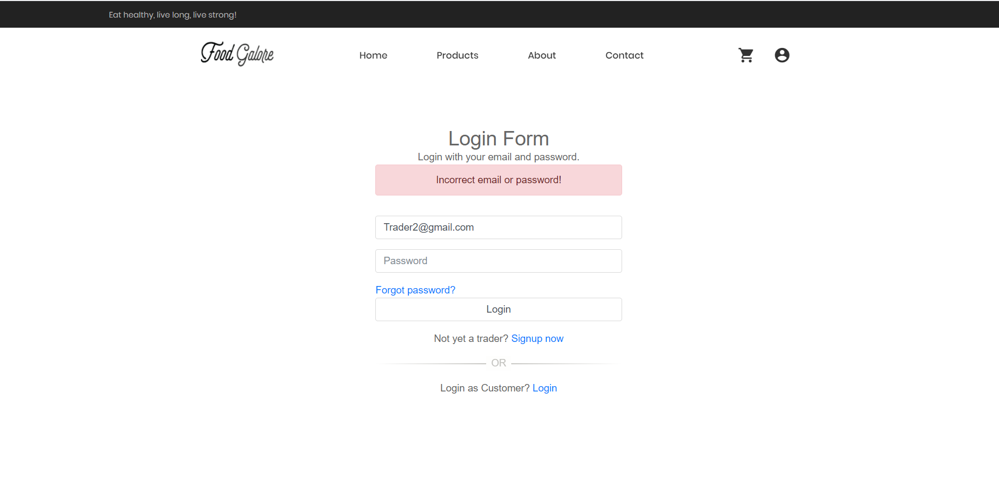 Eat healthy, live long, live strong!
Food Galore
Home Products About Contact
Login Form
Login with your email and password.
Incorrect email or password!
Trader2@gmail.com
Password
Forgot password?
Login
Not yet a trader? Signup now
OR
Login as Customer? Login